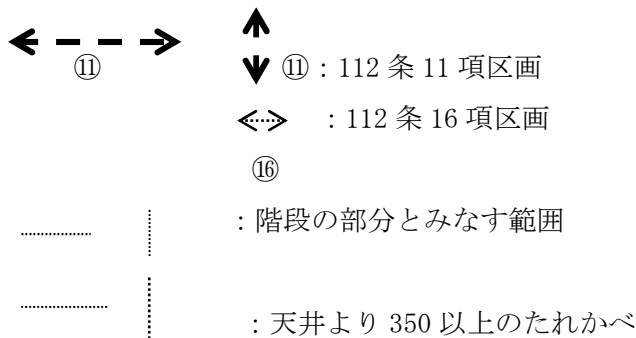 ⑪
⑪：112 条 11 項区画
：112 条 16 項区画
⑯
：階段の部分とみなす範囲
：天井より 350 以上のたれかべ